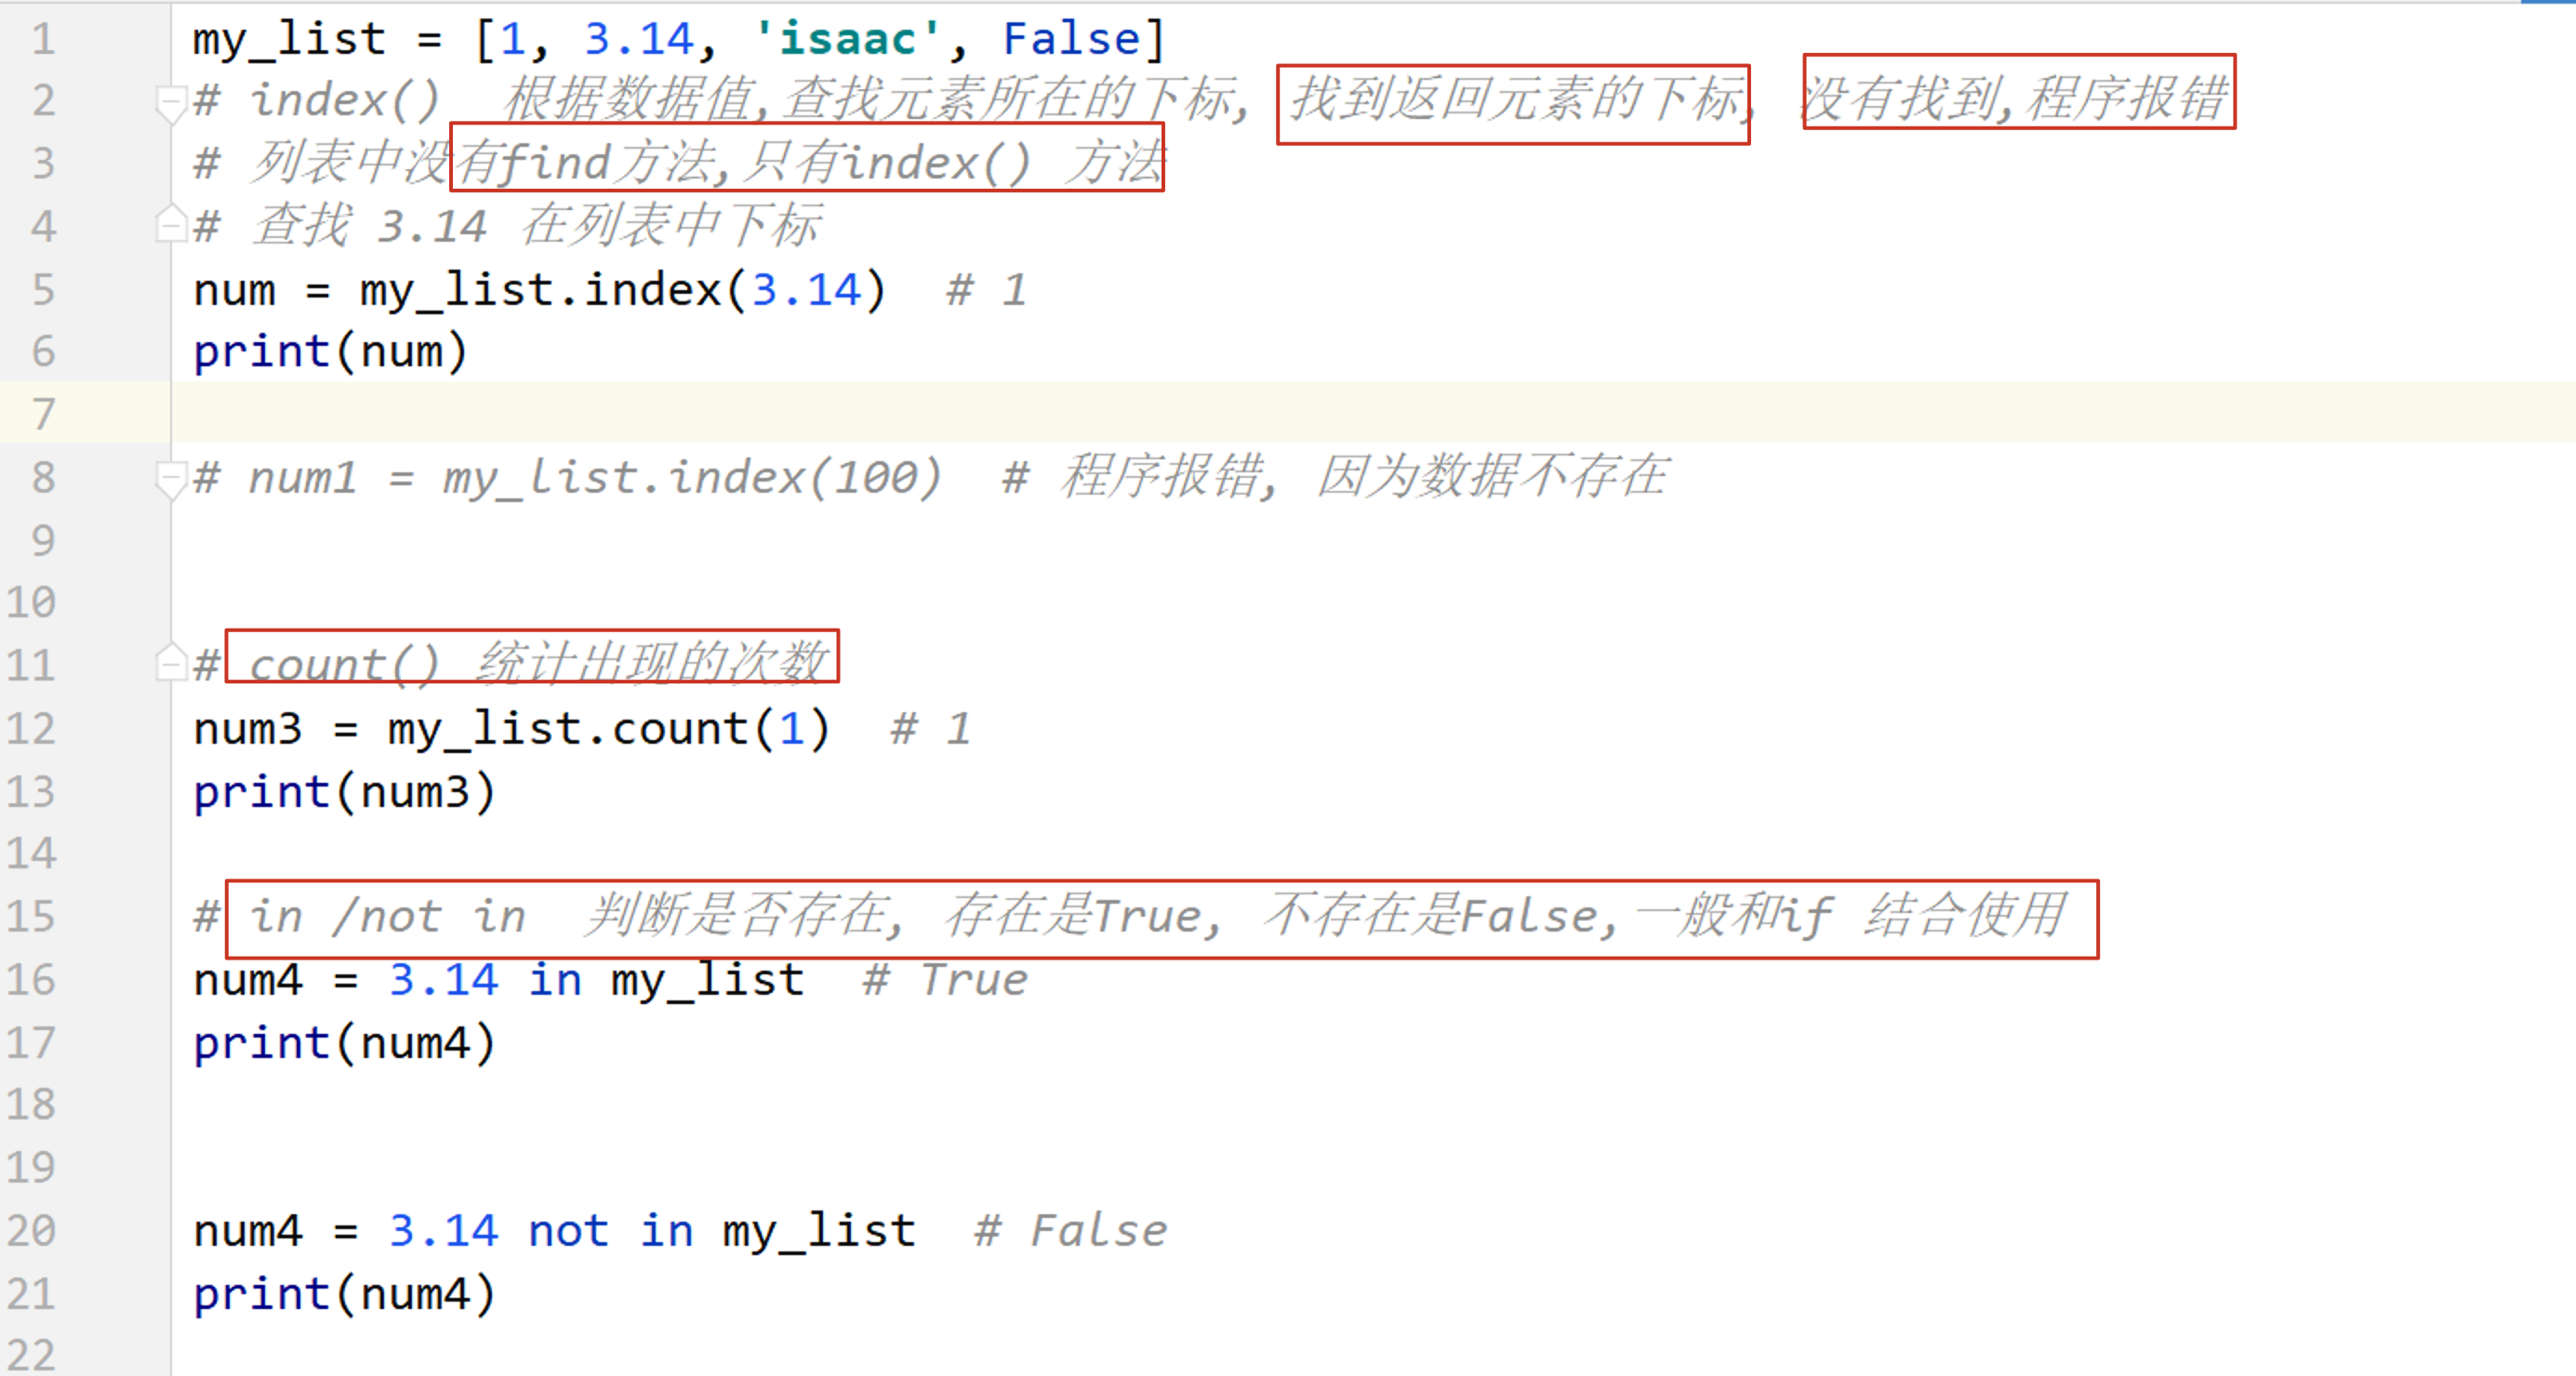 1 my_list = [1, 3.14, 'isaac', False]
2 # index()  根据数据值,查找元素所在的下标, 找到返回元素的下标, 没有找到,程序报错
3 # 列表中没有find方法,只有index() 方法
4 # 查找 3.14 在列表中下标
5 num = my_list.index(3.14)  # 1
6 print(num)
7
8 # num1 = my_list.index(100)  # 程序报错, 因为数据不存在
9
10
11 # count() 统计出现的次数
12 num3 = my_list.count(1)  # 1
13 print(num3)
14
15 # in /not in  判断是否存在, 存在是True, 不存在是False,一般和if 结合使用
16 num4 = 3.14 in my_list  # True
17 print(num4)
18
19
20 num4 = 3.14 not in my_list  # False
21 print(num4)
22